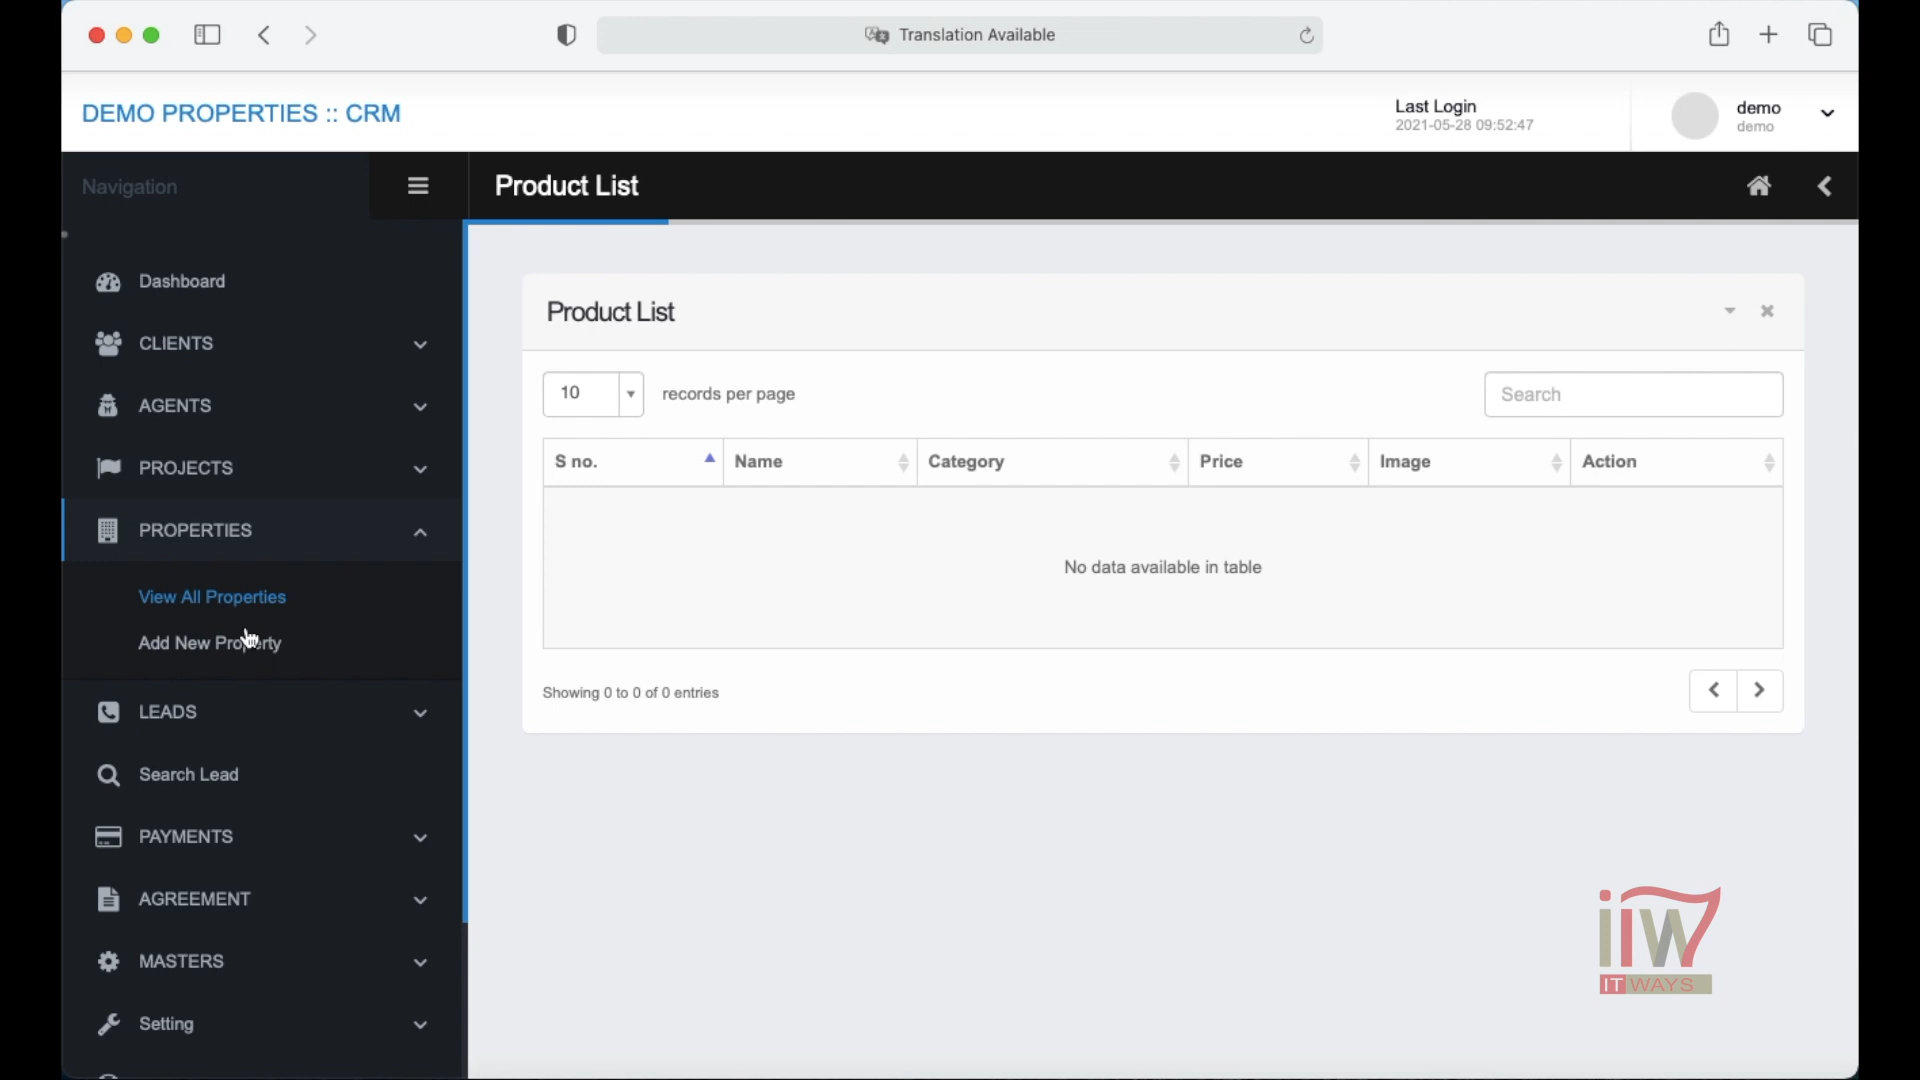 Translation Available
DEMO PROPERTIES :: CRM
Last Login
2021-05-28 09:52:47
demo
demo
Navigation
Product List
Dashboard
CLIENTS
AGENTS
PROJECTS
PROPERTIES
View All Properties
Add New Property
LEADS
Search Lead
PAYMENTS
AGREEMENT
MASTERS
Setting
Product List
10 records per page
Search
S no. Name Category Price Image Action
No data available in table
Showing 0 to 0 of 0 entries
iiw
IT WAYS